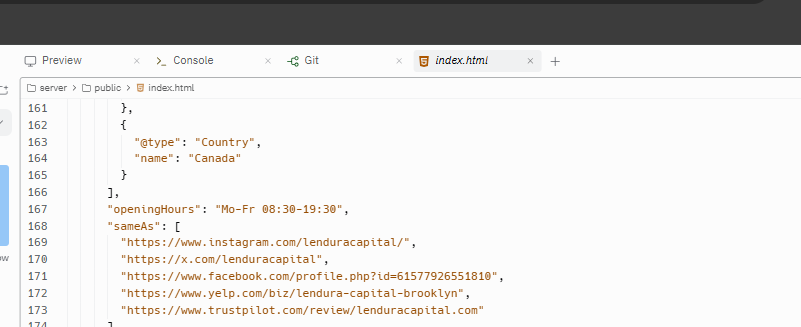 Preview × Console × Git × index.html × +
server > public > index.html
161 },
162 {
163 "@type": "Country",
164 "name": "Canada"
165 }
166 ],
167 "openingHours": "Mo-Fr 08:30-19:30",
168 "sameAs": [
169 "https://www.instagram.com/lenduracapital/",
170 "https://x.com/lenduracapital",
171 "https://www.facebook.com/profile.php?id=61577926551810",
172 "https://www.yelp.com/biz/lendura-capital-brooklyn",
173 "https://www.trustpilot.com/review/lenduracapital.com"
174 ]